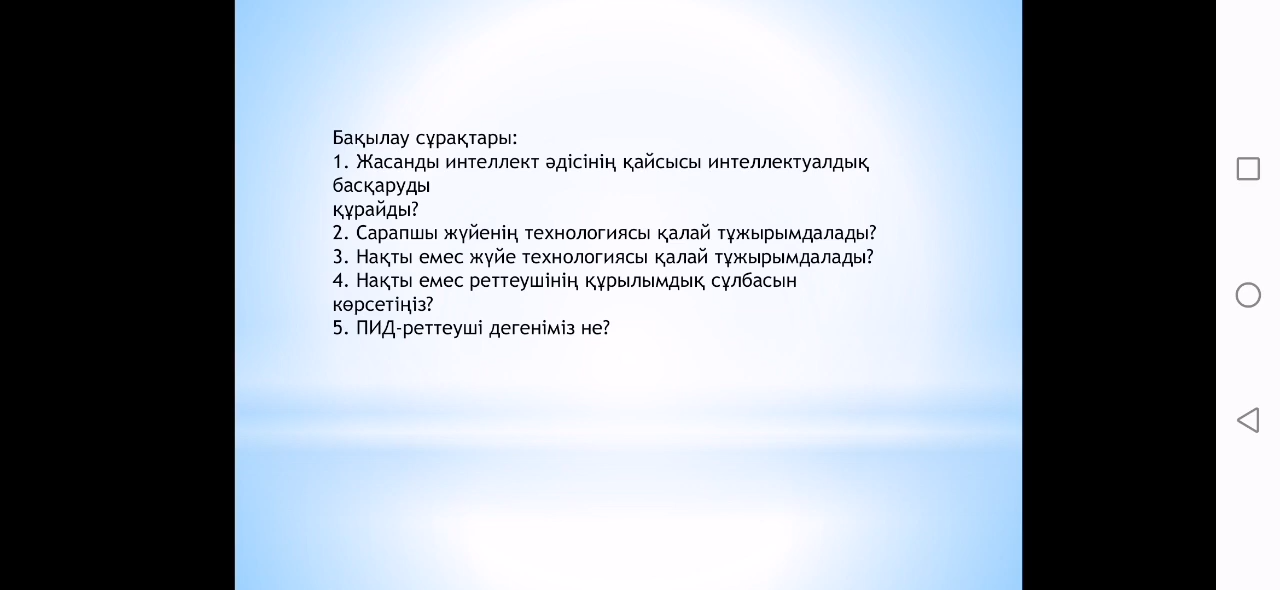 Бақылау сұрақтары:
1. Жасанды интеллект әдісінің қайсысы интеллектуалдық
басқаруды
құрайды?
2. Сарапшы жүйенің технологиясы қалай тұжырымдалады?
3. Нақты емес жүйе технологиясы қалай тұжырымдалады?
4. Нақты емес реттеушінің құрылымдық сұлбасын
көрсетіңіз?
5. ПИД-реттеуші дегеніміз не?